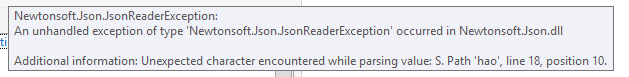 Newtonsoft.Json.JsonReaderException:
An unhandled exception of type 'Newtonsoft.Json.JsonReaderException' occurred in Newtonsoft.Json.dll
Additional information: Unexpected character encountered while parsing value: S. Path 'hao', line 18, position 10.